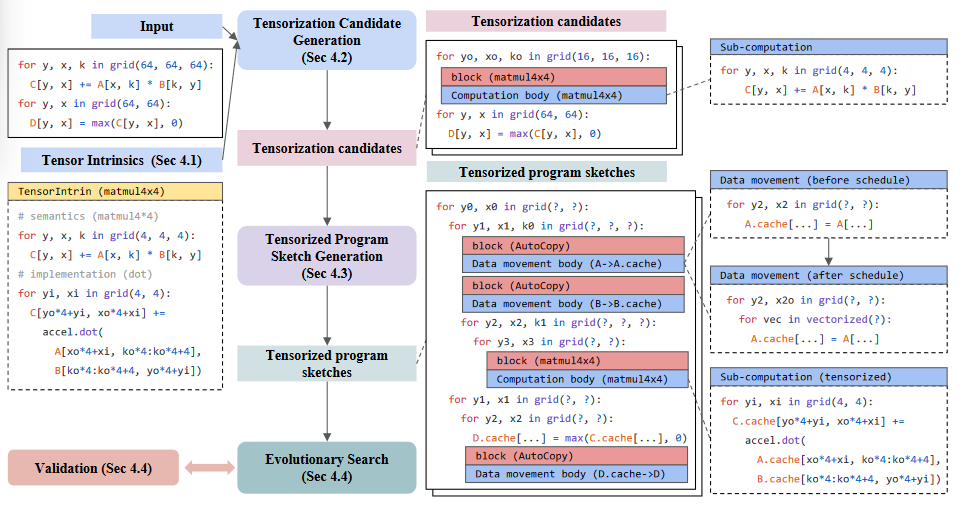 Input
for y, x, k in grid(64, 64, 64):
C[y, x] += A[x, k] * B[k, y]
for y, x in grid(64, 64):
D[y, x] = max(C[y, x], 0)
Tensor Intrinsics (Sec 4.1)
TensorIntrin (matmul4x4)
# semantics (matmul4*4)
for y, x, k in grid(4, 4, 4):
C[y, x] += A[x, k] * B[k, y]
# implementation (dot)
for yi, xi in grid(4, 4):
C[yo*4+yi, xo*4+xi] +=
accel.dot(
A[xo*4+xi, ko*4:ko*4+4],
B[ko*4:ko*4+4, yo*4+yi])
Validation (Sec 4.4)
Tensorization Candidate
Generation
(Sec 4.2)
Tensorization candidates
Tensorized Program
Sketch Generation
(Sec 4.3)
Tensorized program
sketches
Evolutionary Search
(Sec 4.4)
Tensorization candidates
for yo, xo, ko in grid(16, 16, 16):
block (matmul4x4)
Computation body (matmul4x4)
for y, x in grid(64, 64):
D[y, x] = max(C[y, x], 0)
Tensorized program sketches
for y0, x0 in grid(?, ?):
for y1, x1, k0 in grid(?, ?, ?):
block (AutoCopy)
Data movement body (A->A.cache)
block (AutoCopy)
Data movement body (B->B.cache)
for y2, x2, k1 in grid(?, ?, ?):
for y3, x3 in grid(?, ?):
block (matmul4x4)
Computation body (matmul4x4)
for y1, x1 in grid(?, ?):
for y2, x2 in grid(?, ?):
D.cache[...] = max(C.cache[...], 0)
block (AutoCopy)
Data movement body (D.cache->D)
Sub-computation
for y, x, k in grid(4, 4, 4):
C[y, x] += A[x, k] * B[k, y]
Data movement (before schedule)
for y2, x2 in grid(?, ?):
A.cache[...] = A[...]
Data movement (after schedule)
for y2, x2o in grid(?, ?):
for vec in vectorized(?):
A.cache[...] = A[...]
Sub-computation (tensorized)
for yi, xi in grid(4, 4):
C.cache[yo*4+yi, xo*4+xi] +=
accel.dot(
A.cache[xo*4+xi, ko*4:ko*4+4],
B.cache[ko*4:ko*4+4, yo*4+yi])